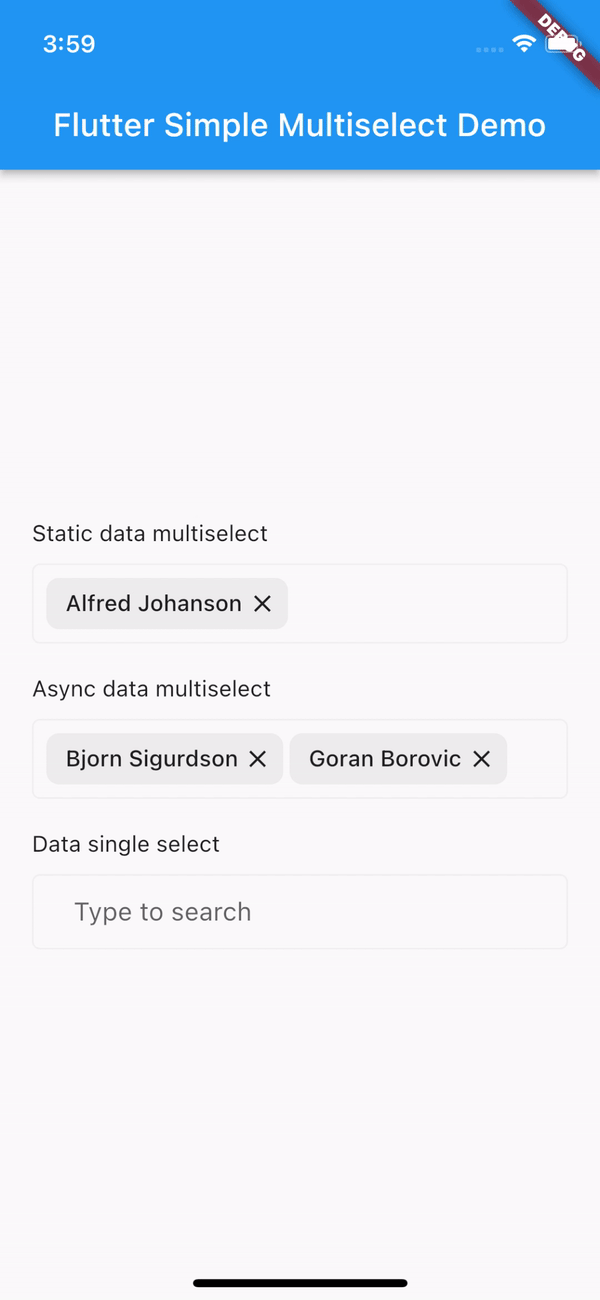 3:59
DEBUG
Flutter Simple Multiselect Demo
Static data multiselect
Alfred Johanson
Async data multiselect
Bjorn Sigurdson Goran Borovic
Data single select
Type to search